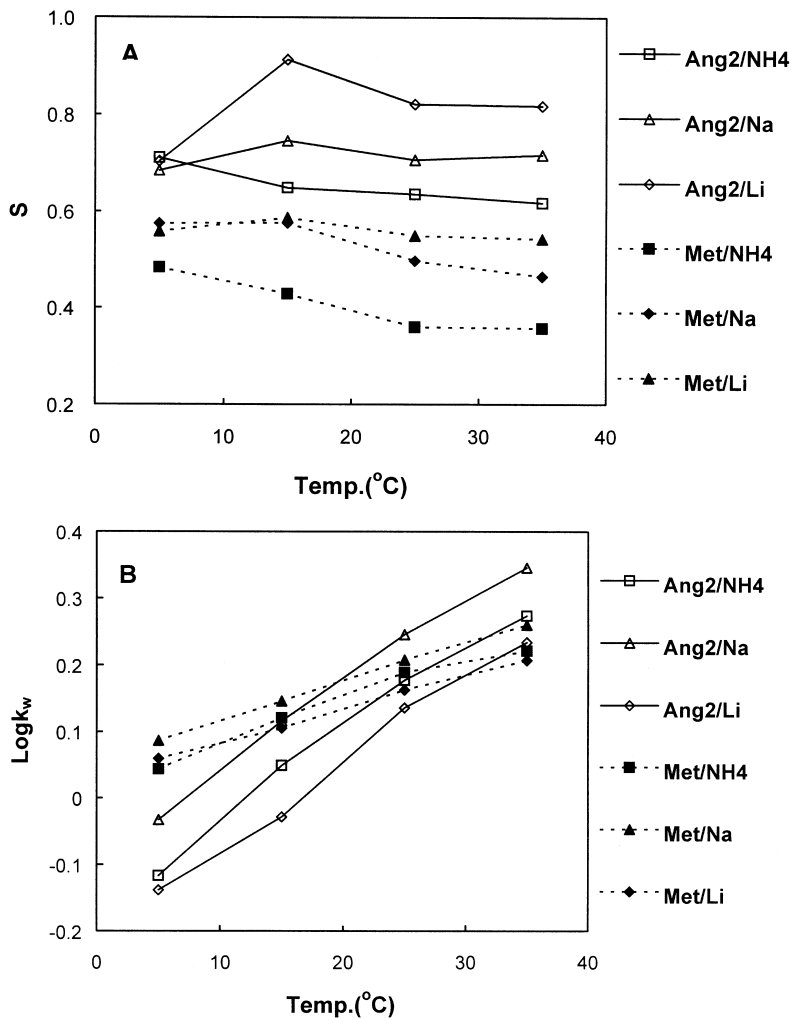 A
1.0
0.8
0.6
0.4
0.2
S
0 10 20 30 40
Temp.(°C)
Ang2/NH4
Ang2/Na
Ang2/Li
Met/NH4
Met/Na
Met/Li
B
0.4
0.3
0.2
0.1
0
-0.1
-0.2
Logkw
0 10 20 30 40
Temp.(°C)
Ang2/NH4
Ang2/Na
Ang2/Li
Met/NH4
Met/Na
Met/Li